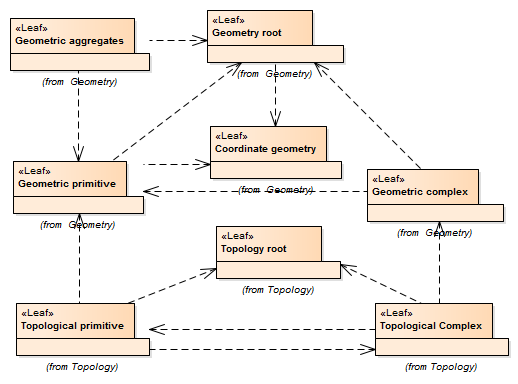 «Leaf»
Geometric aggregates
(from Geometry)
«Leaf»
Geometry root
(from Geometry)
«Leaf»
Coordinate geometry
(from Geometry)
«Leaf»
Geometric primitive
(from Geometry)
«Leaf»
Geometric complex
(from Geometry)
«Leaf»
Topology root
(from Topology)
«Leaf»
Topological primitive
(from Topology)
«Leaf»
Topological Complex
(from Topology)